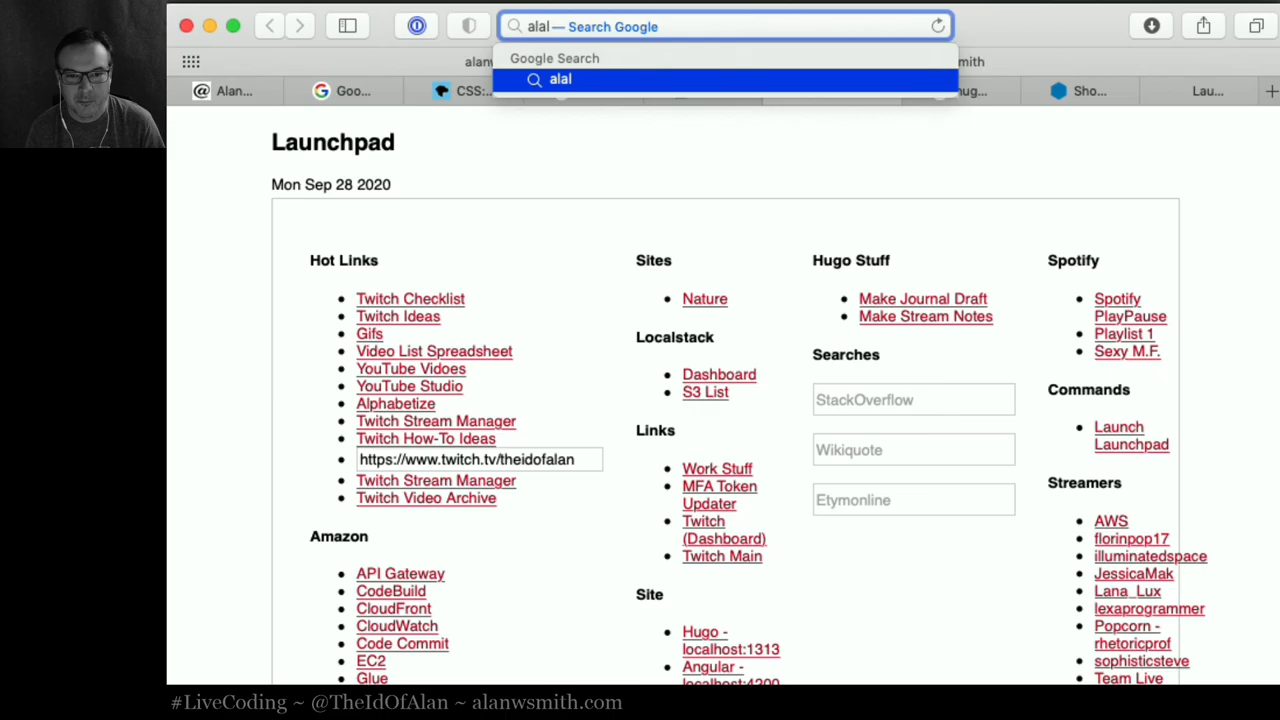 alal — Search Google
Google Search
alal
alanw
smith
@ Alan...
Goo...
CSS:...
ug...
Sho...
Lau...
Launchpad
Mon Sep 28 2020
Hot Links
Twitch Checklist
Twitch Ideas
Gifs
Video List Spreadsheet
YouTube Vidoes
YouTube Studio
Alphabetize
Twitch Stream Manager
Twitch How-To Ideas
https://www.twitch.tv/theidofalan
Twitch Stream Manager
Twitch Video Archive
Amazon
API Gateway
CodeBuild
CloudFront
CloudWatch
Code Commit
EC2
Glue
Sites
Nature
Localstack
Dashboard
S3 List
Links
Work Stuff
MFA Token
Updater
Twitch
(Dashboard)
Twitch Main
Site
Hugo -
localhost:1313
Angular -
localhost:4200
Hugo Stuff
Make Journal Draft
Make Stream Notes
Searches
StackOverflow
Wikiquote
Etymonline
Spotify
Spotify
PlayPause
Playlist 1
Sexy M.F.
Commands
Launch
Launchpad
Streamers
AWS
florinpop17
illuminatedspace
JessicaMak
Lana_Lux
lexaprogrammer
Popcorn -
rhetoricprof
sophisticsteve
Team Live
#LiveCoding ~ @TheIdOfAlan ~ alanwsmith.com